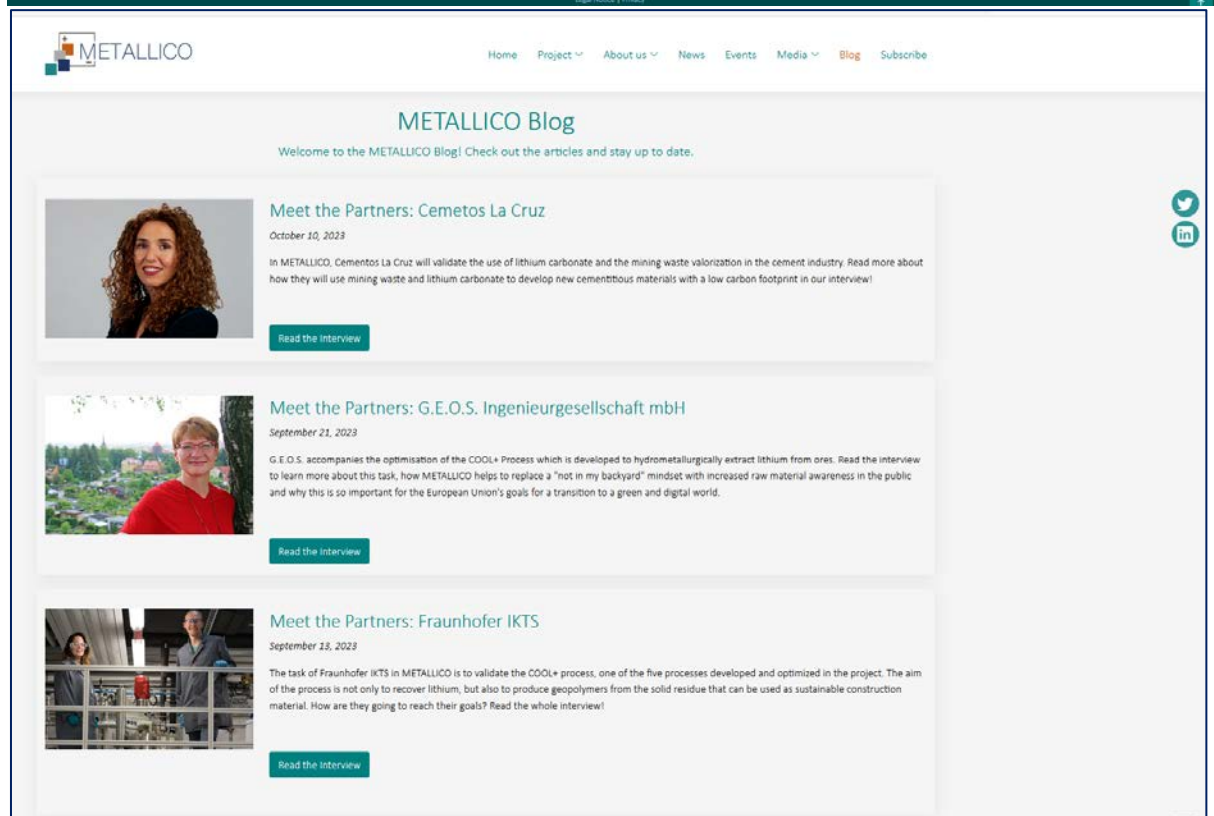 Legal Notice | Privacy
METALLICO
Home Project About us News Events Media Blog Subscribe
METALLICO Blog
Welcome to the METALLICO Blog! Check out the articles and stay up to date.
Meet the Partners: Cemetos La Cruz
October 10, 2023
In METALLICO, Cementos La Cruz will validate the use of lithium carbonate and the mining waste valorization in the cement industry. Read more about
how they will use mining waste and lithium carbonate to develop new cementitious materials with a low carbon footprint in our interview!
Read the Interview
Meet the Partners: G.E.O.S. Ingenieurgesellschaft mbH
September 21, 2023
G.E.O.S. accompanies the optimisation of the COOL+ Process which is developed to hydrometallurgically extract lithium from ores. Read the interview
to learn more about this task, how METALLICO helps to replace a "not in my backyard" mindset with increased raw material awareness in the public
and why this is so important for the European Union's goals for a transition to a green and digital world.
Read the Interview
Meet the Partners: Fraunhofer IKTS
September 13, 2023
The task of Fraunhofer IKTS in METALLICO is to validate the COOL+ process, one of the five processes developed and optimized in the project. The aim
of the process is not only to recover lithium, but also to produce geopolymers from the solid residue that can be used as sustainable construction
material. How are they going to reach their goals? Read the whole interview!
Read the Interview